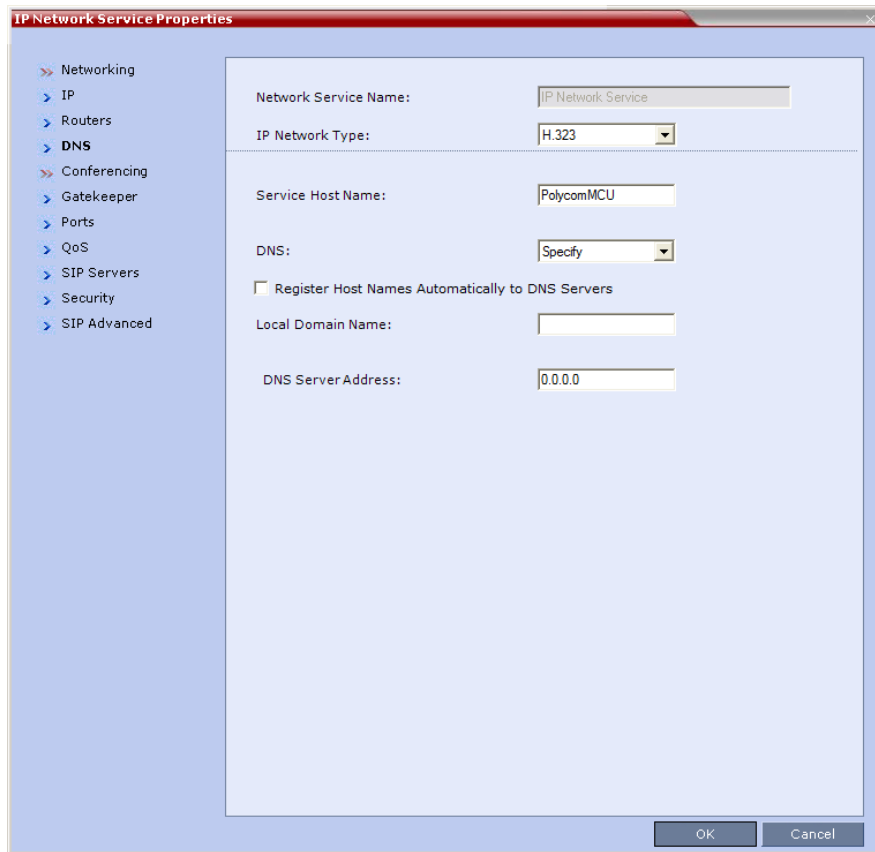 IP Network Service Properties
Networking
IP
Routers
DNS
Conferencing
Gatekeeper
Ports
QoS
SIP Servers
Security
SIP Advanced
Network Service Name: IP Network Service
IP Network Type: H.323
Service Host Name: PolycomMCU
DNS: Specify
Register Host Names Automatically to DNS Servers
Local Domain Name:
DNS Server Address: 0.0.0.0
OK Cancel